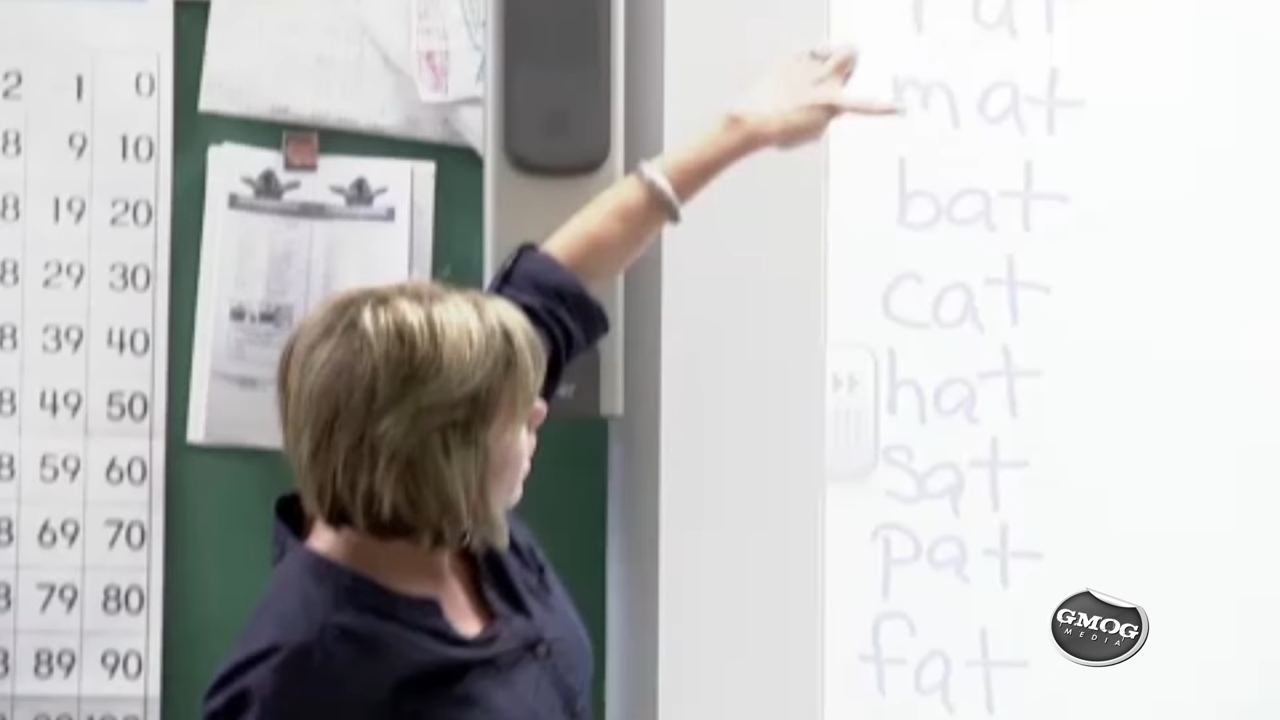 2 1 0
8 9 10
8 19 20
8 29 30
8 39 40
8 49 50
8 59 60
8 69 70
8 79 80
8 89 90
rat
mat
bat
cat
hat
sat
pat
fat
GMOG
MEDIA